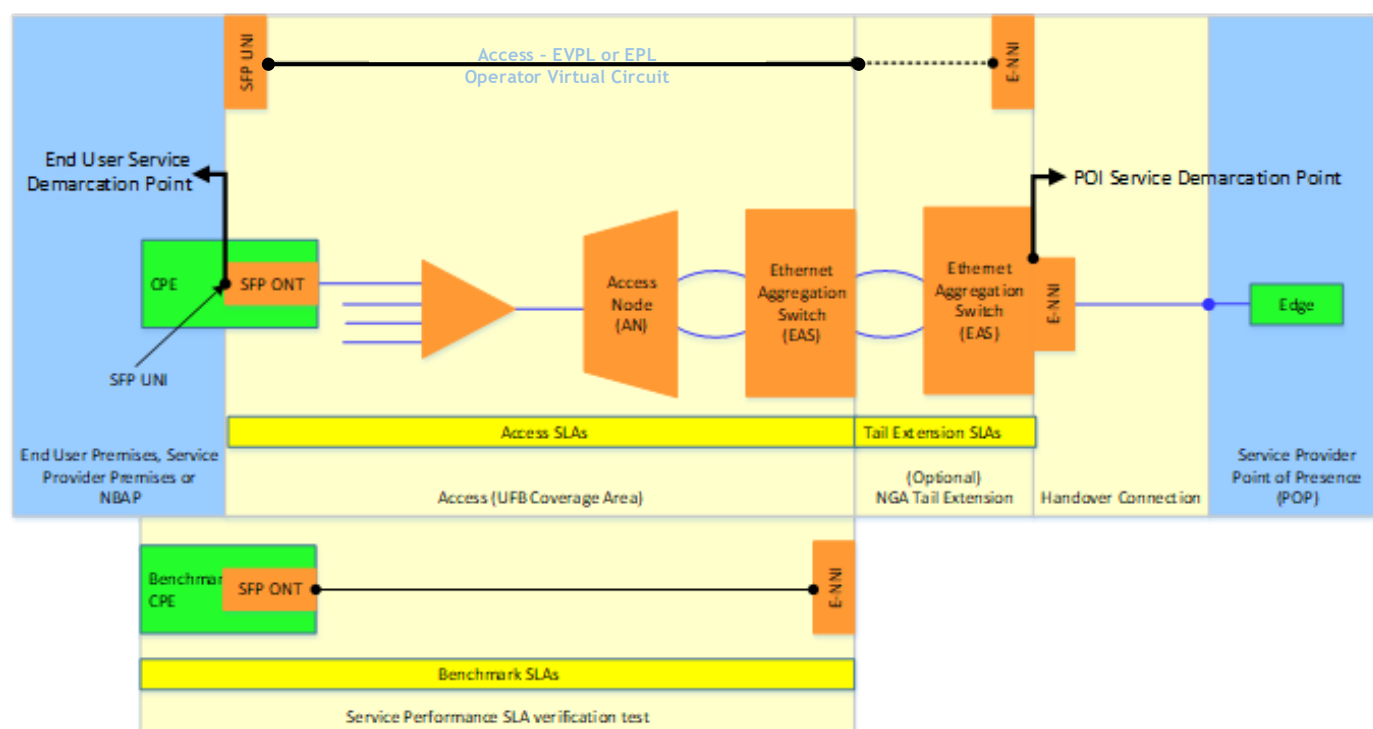 SFP UNI
Access - EVPL or EPL
Operator Virtual Circuit
E-NNI
End User Service
Demarcation Point
POI Service Demarcation Point
CPE
SFP ONT
Access
Node
(AN)
Ethernet
Aggregation
Switch
(EAS)
Ethernet
Aggregation
Switch
(EAS)
E-NNI
Edge
SFP UNI
Access SLAs
Tail Extension SLAs
End User Premises, Service
Provider Premises or
NBAP
Access (UFB Coverage Area)
(Optional)
NGA Tail Extension
Handover Connection
Service Provider
Point of Presence
(POP)
Benchmar
CPE
SFP ONT
E-NNI
Benchmark SLAs
Service Performance SLA verification test